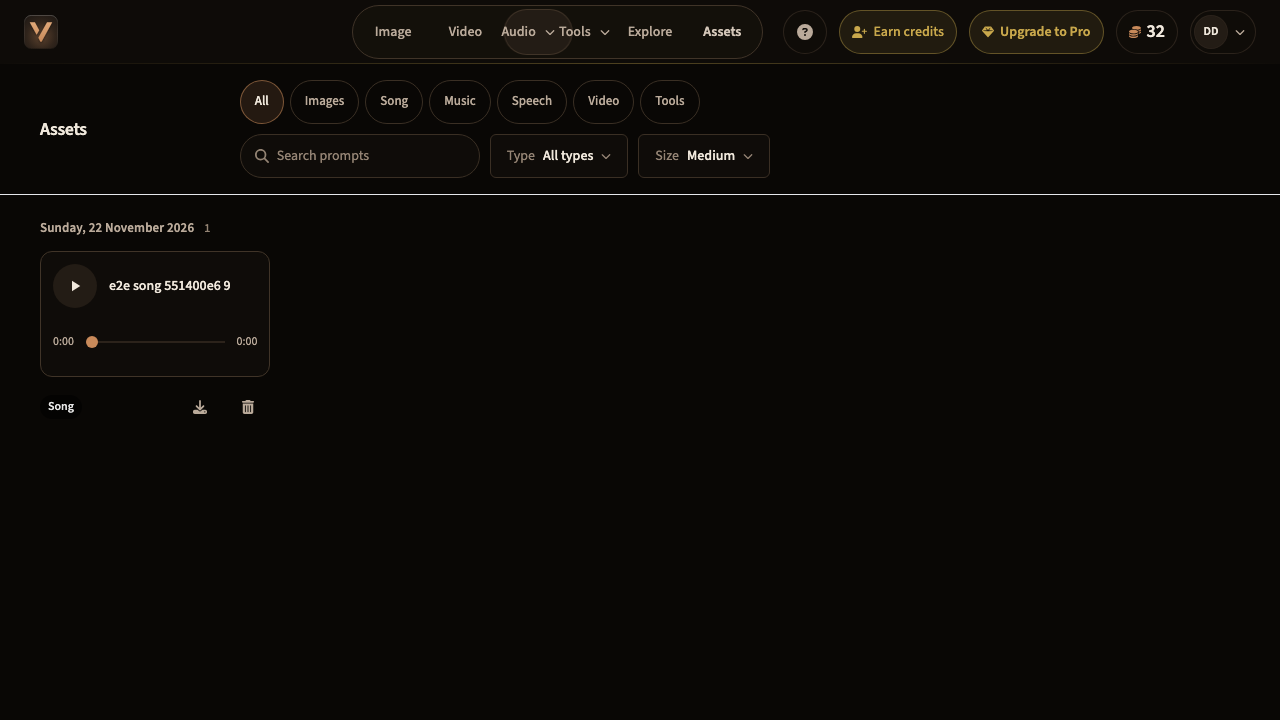 Image Video Audio Tools Explore Assets Earn credits Upgrade to Pro 32 DD
All Images Song Music Speech Video Tools
Assets
Search prompts Type All types Size Medium
Sunday, 22 November 2026 1
e2e song 551400e6 9
0:00 0:00
Song